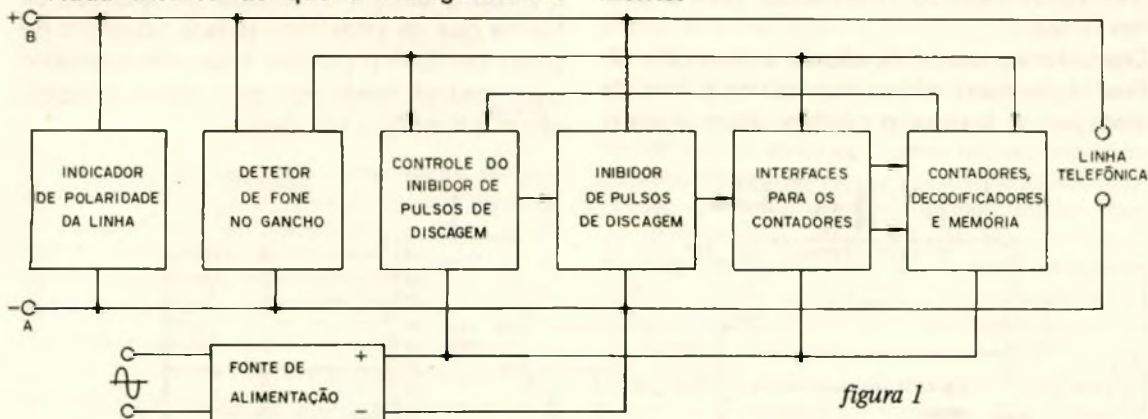 +
B
INDICADOR
DE POLARIDADE
DA LINHA
DETETOR
DE FONE
NO GANCHO
CONTROLE DO
INIBIDOR DE
PULSOS DE
DISCAGEM
INIBIDOR
DE PULSOS
DE DISCAGEM
INTERFACES
PARA OS
CONTADORES
CONTADORES,
DECODIFICADORES
E MEMÓRIA
LINHA
TELEFÔNICA
-
A
FONTE DE
ALIMENTAÇÃO
+
-
figura 1